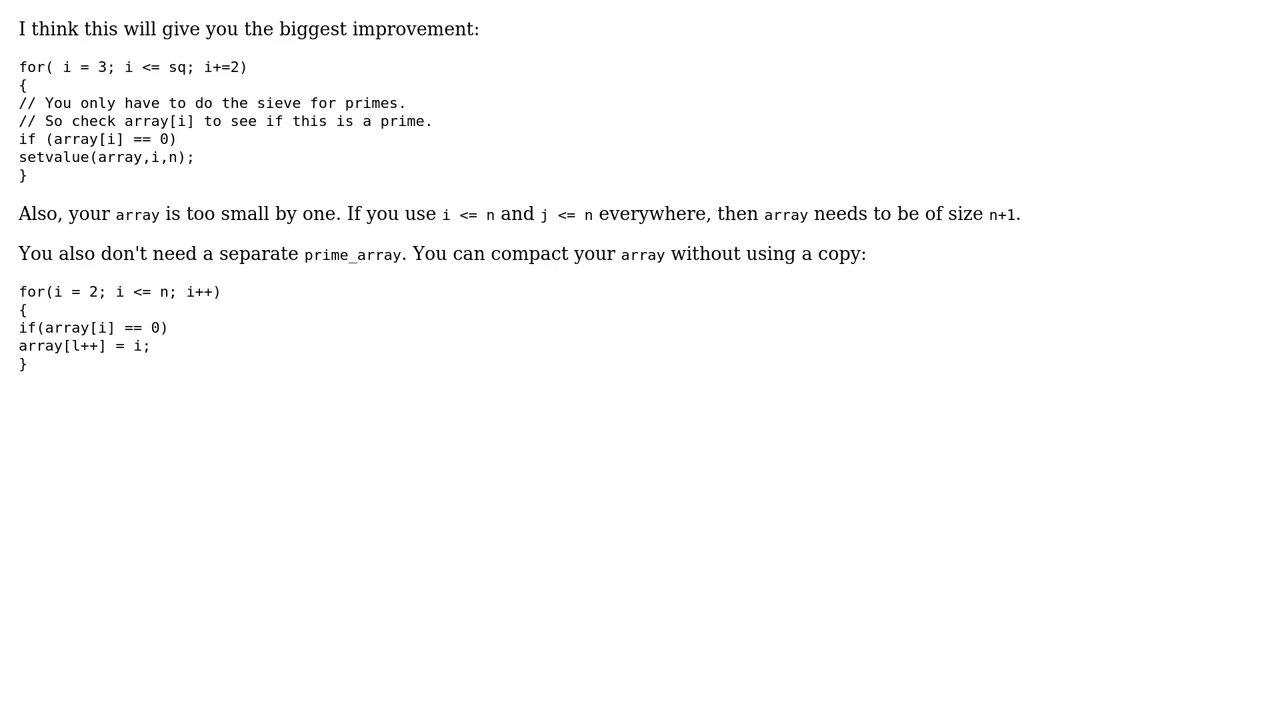 I think this will give you the biggest improvement:
for( i = 3; i <= sq; i+=2)
{
// You only have to do the sieve for primes.
// So check array[i] to see if this is a prime.
if (array[i] == 0)
setvalue(array,i,n);
}
Also, your array is too small by one. If you use i <= n and j <= n everywhere, then array needs to be of size n+1.
You also don't need a separate prime_array. You can compact your array without using a copy:
for(i = 2; i <= n; i++)
{
if(array[i] == 0)
array[l++] = i;
}